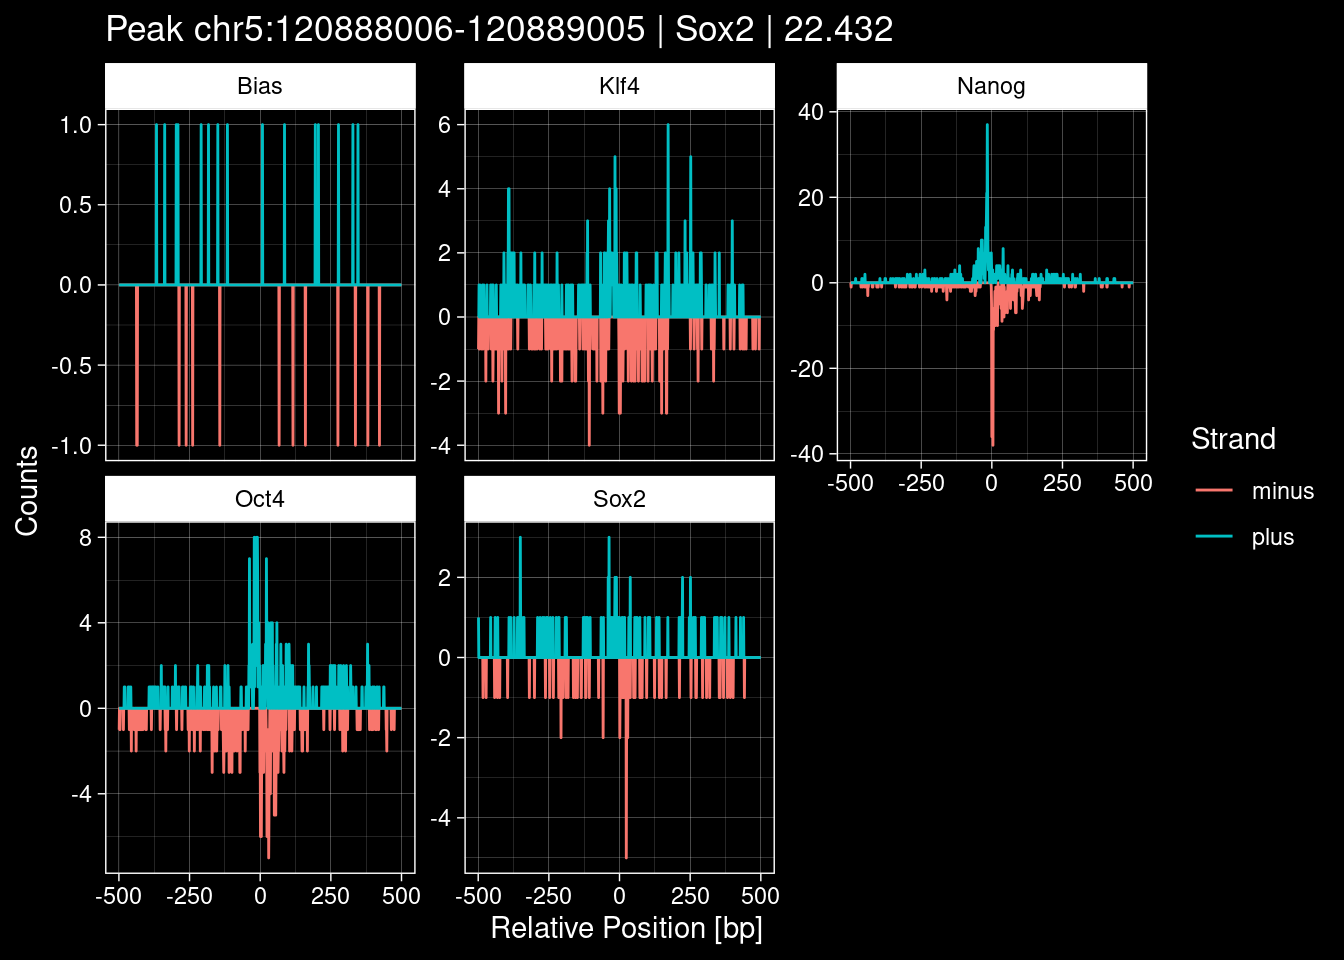 Peak chr5:120888006-120889005 | Sox2 | 22.432
Bias
Klf4
Nanog
1.0
0.5
0.0
-0.5
-1.0
6
4
2
0
-2
-4
40
20
0
-20
-40
-500 -250 0 250 500
Counts
Oct4
Sox2
8
4
0
-4
2
0
-2
-4
-500 -250 0 250 500
-500 -250 0 250 500
Relative Position [bp]
Strand
minus
plus